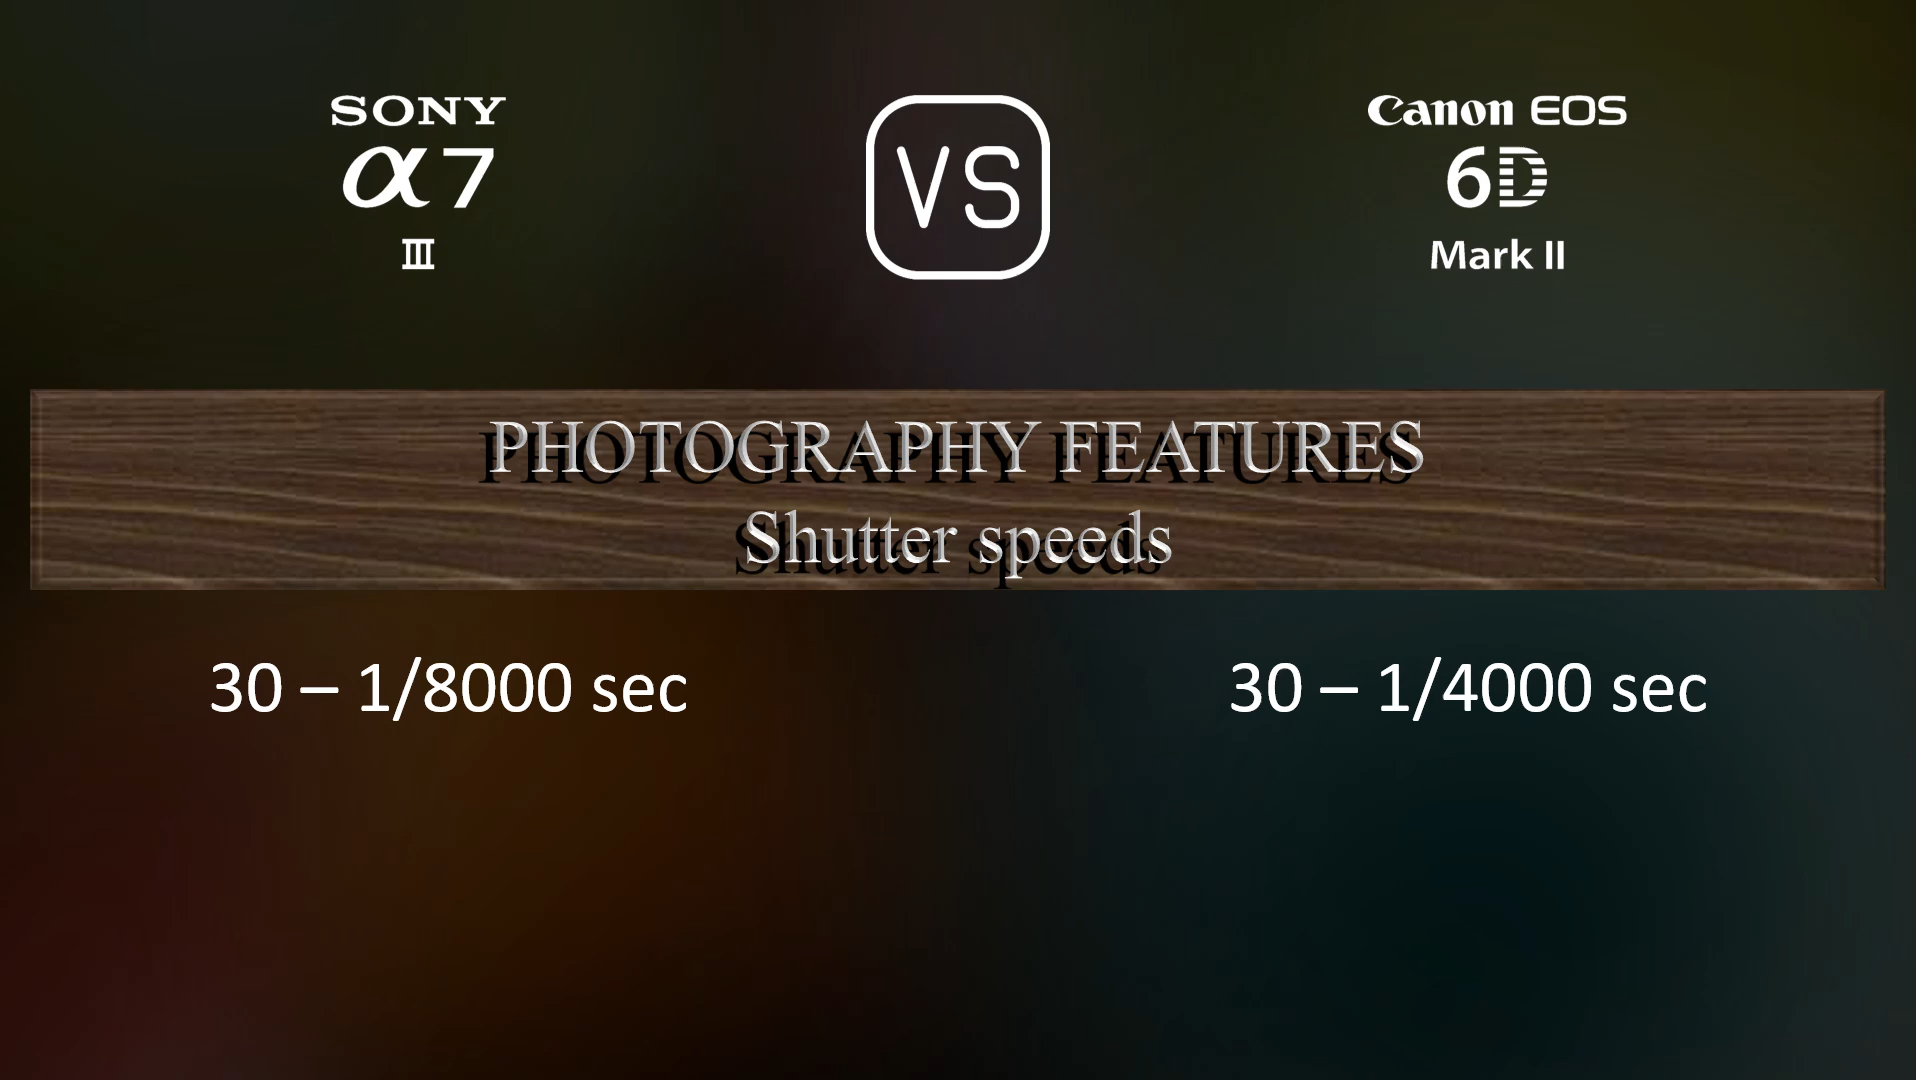 SONY
α7
III
VS
Canon EOS
6D
Mark II
PHOTOGRAPHY FEATURES
Shutter speeds
30 – 1/8000 sec
30 – 1/4000 sec